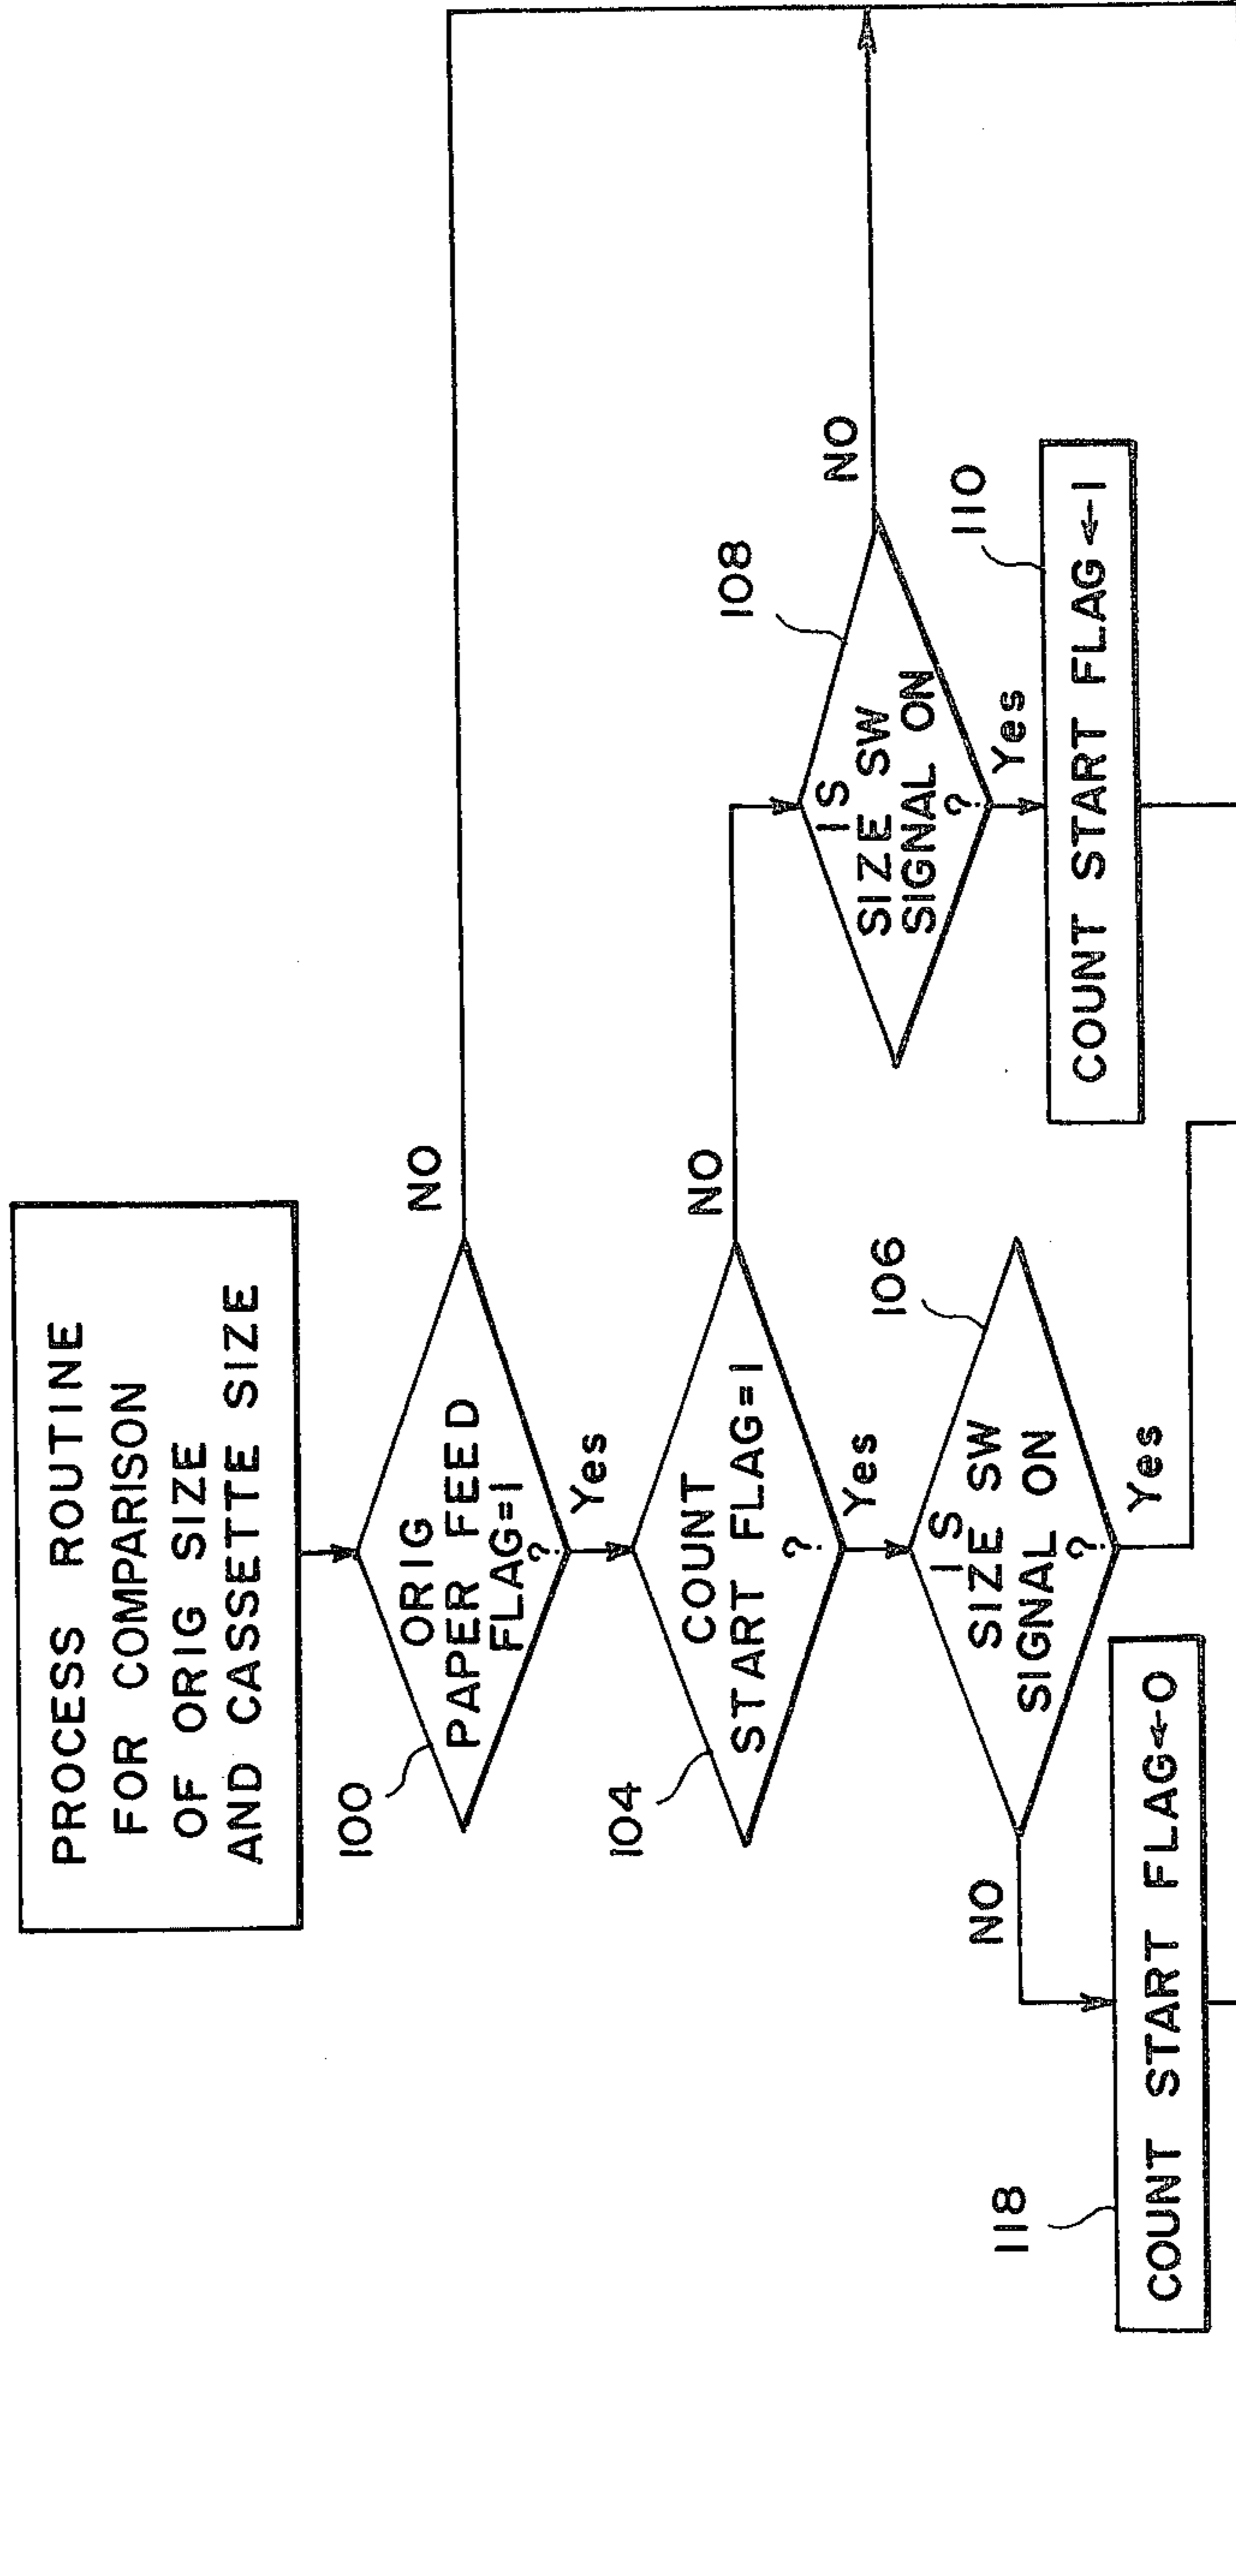 PROCESS ROUTINE
FOR COMPARISON
OF ORIG SIZE
AND CASSETTE SIZE
100
ORIG
PAPER FEED
FLAG=1
?
NO
Yes
104
COUNT
START FLAG=1
?
NO
Yes
106
IS
SIZE SW
SIGNAL ON
?
NO
Yes
108
IS
SIZE SW
SIGNAL ON
?
NO
Yes
110
COUNT START FLAG←1
118
COUNT START FLAG←0